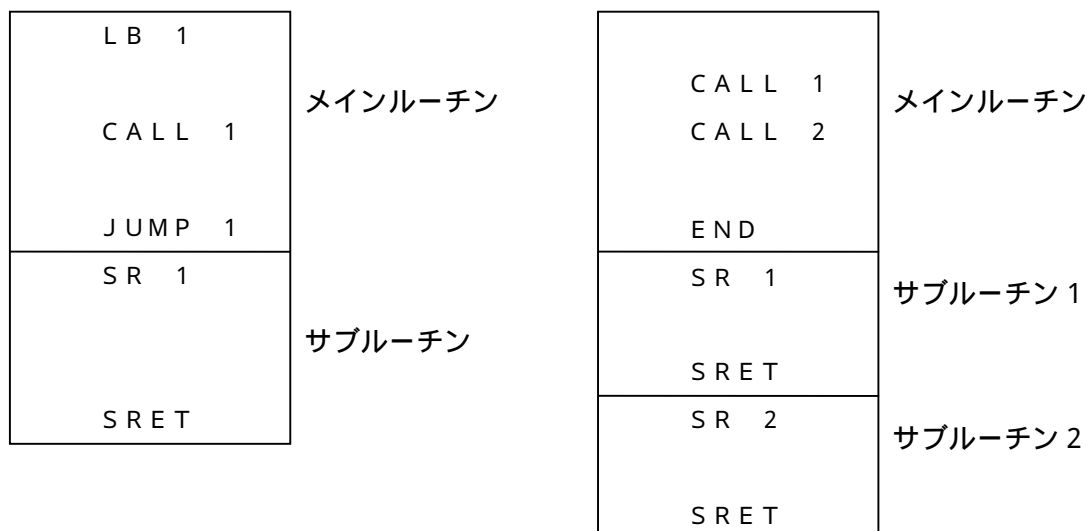 LB 1
CALL 1
JUMP 1
メインルーチン
SR 1
SRET
サブルーチン
CALL 1
CALL 2
END
メインルーチン
SR 1
SRET
サブルーチン 1
SR 2
SRET
サブルーチン 2